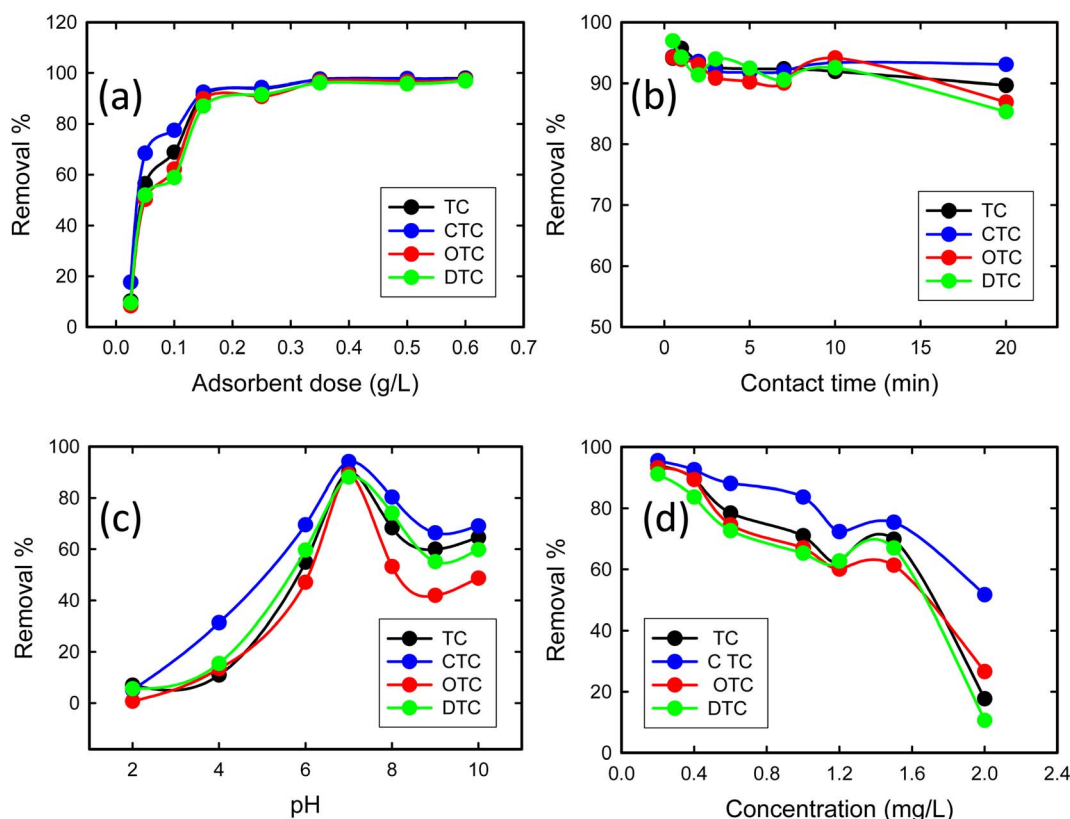 (a)
Removal %
120
100
80
60
40
20
0
0.0 0.1 0.2 0.3 0.4 0.5 0.6 0.7
Adsorbent dose (g/L)
TC
CTC
OTC
DTC
(b)
Removal %
100
90
80
70
60
50
0 5 10 15 20
Contact time (min)
TC
CTC
OTC
DTC
(c)
Removal %
100
80
60
40
20
0
2 4 6 8 10
pH
TC
CTC
OTC
DTC
(d)
Removal %
100
80
60
40
20
0
0.0 0.4 0.8 1.2 1.6 2.0 2.4
Concentration (mg/L)
TC
C TC
OTC
DTC